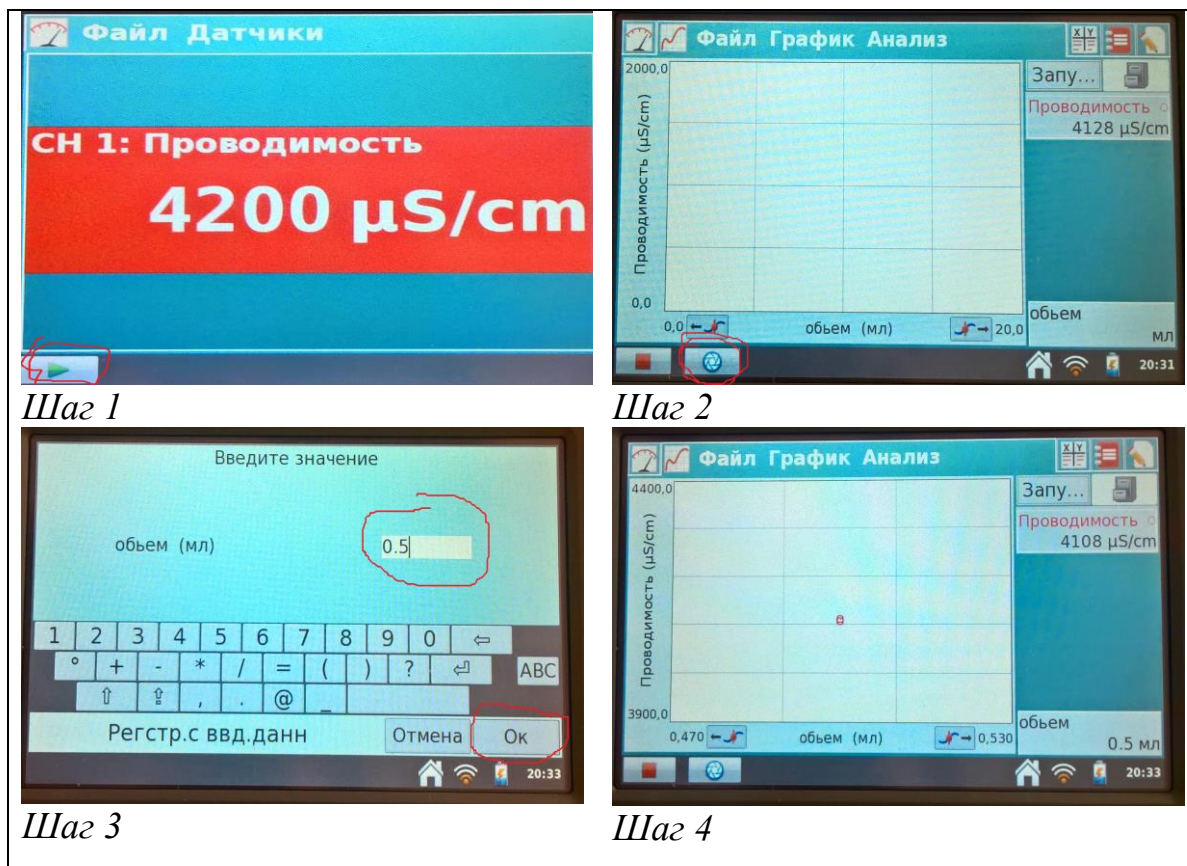 Файл Датчики
CH 1: Проводимость
4200 µS/cm
Шаг 1
Файл График Анализ
X Y
2000,0
Проводимость (µS/cm)
0,0
0,0
обьем (мл)
20,0
Запу...
Проводимость
4128 µS/cm
обьем
мл
20:31
Шаг 2
Введите значение
обьем (мл)
0.5
1 2 3 4 5 6 7 8 9 0 ⇦
° + - * / = ( ) ? ⏎ ABC
⇧ ⇪ , . @ _
Регстр.с ввд.данн
Отмена
Ок
20:33
Шаг 3
Файл График Анализ
X Y
4400,0
Проводимость (µS/cm)
3900,0
0,470
обьем (мл)
0,530
Запу...
Проводимость
4108 µS/cm
обьем
0.5 мл
20:33
Шаг 4